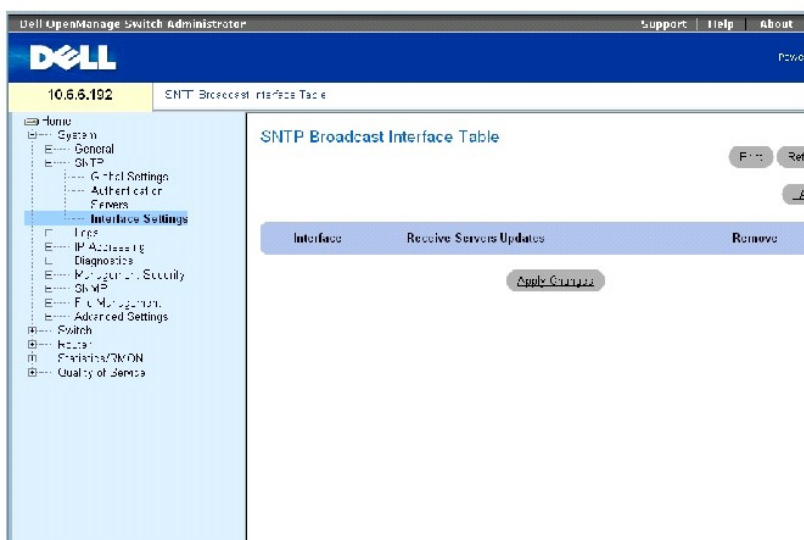 Dell OpenManage Switch Administrator
Support | Help | About
DELL
10.6.6.192
SNTP Broadcast Interface Table
SNTP Broadcast Interface Table
Print
Interface Receive Servers Updates Remove
Apply Changes
Home
System
General
SNTP
Global Settings
Authentication
Servers
Interface Settings
Logs
IP Addressing
Diagnostics
Management Security
SNMP
File Management
Advanced Settings
Switch
Router
Statistics/RMON
Quality of Service